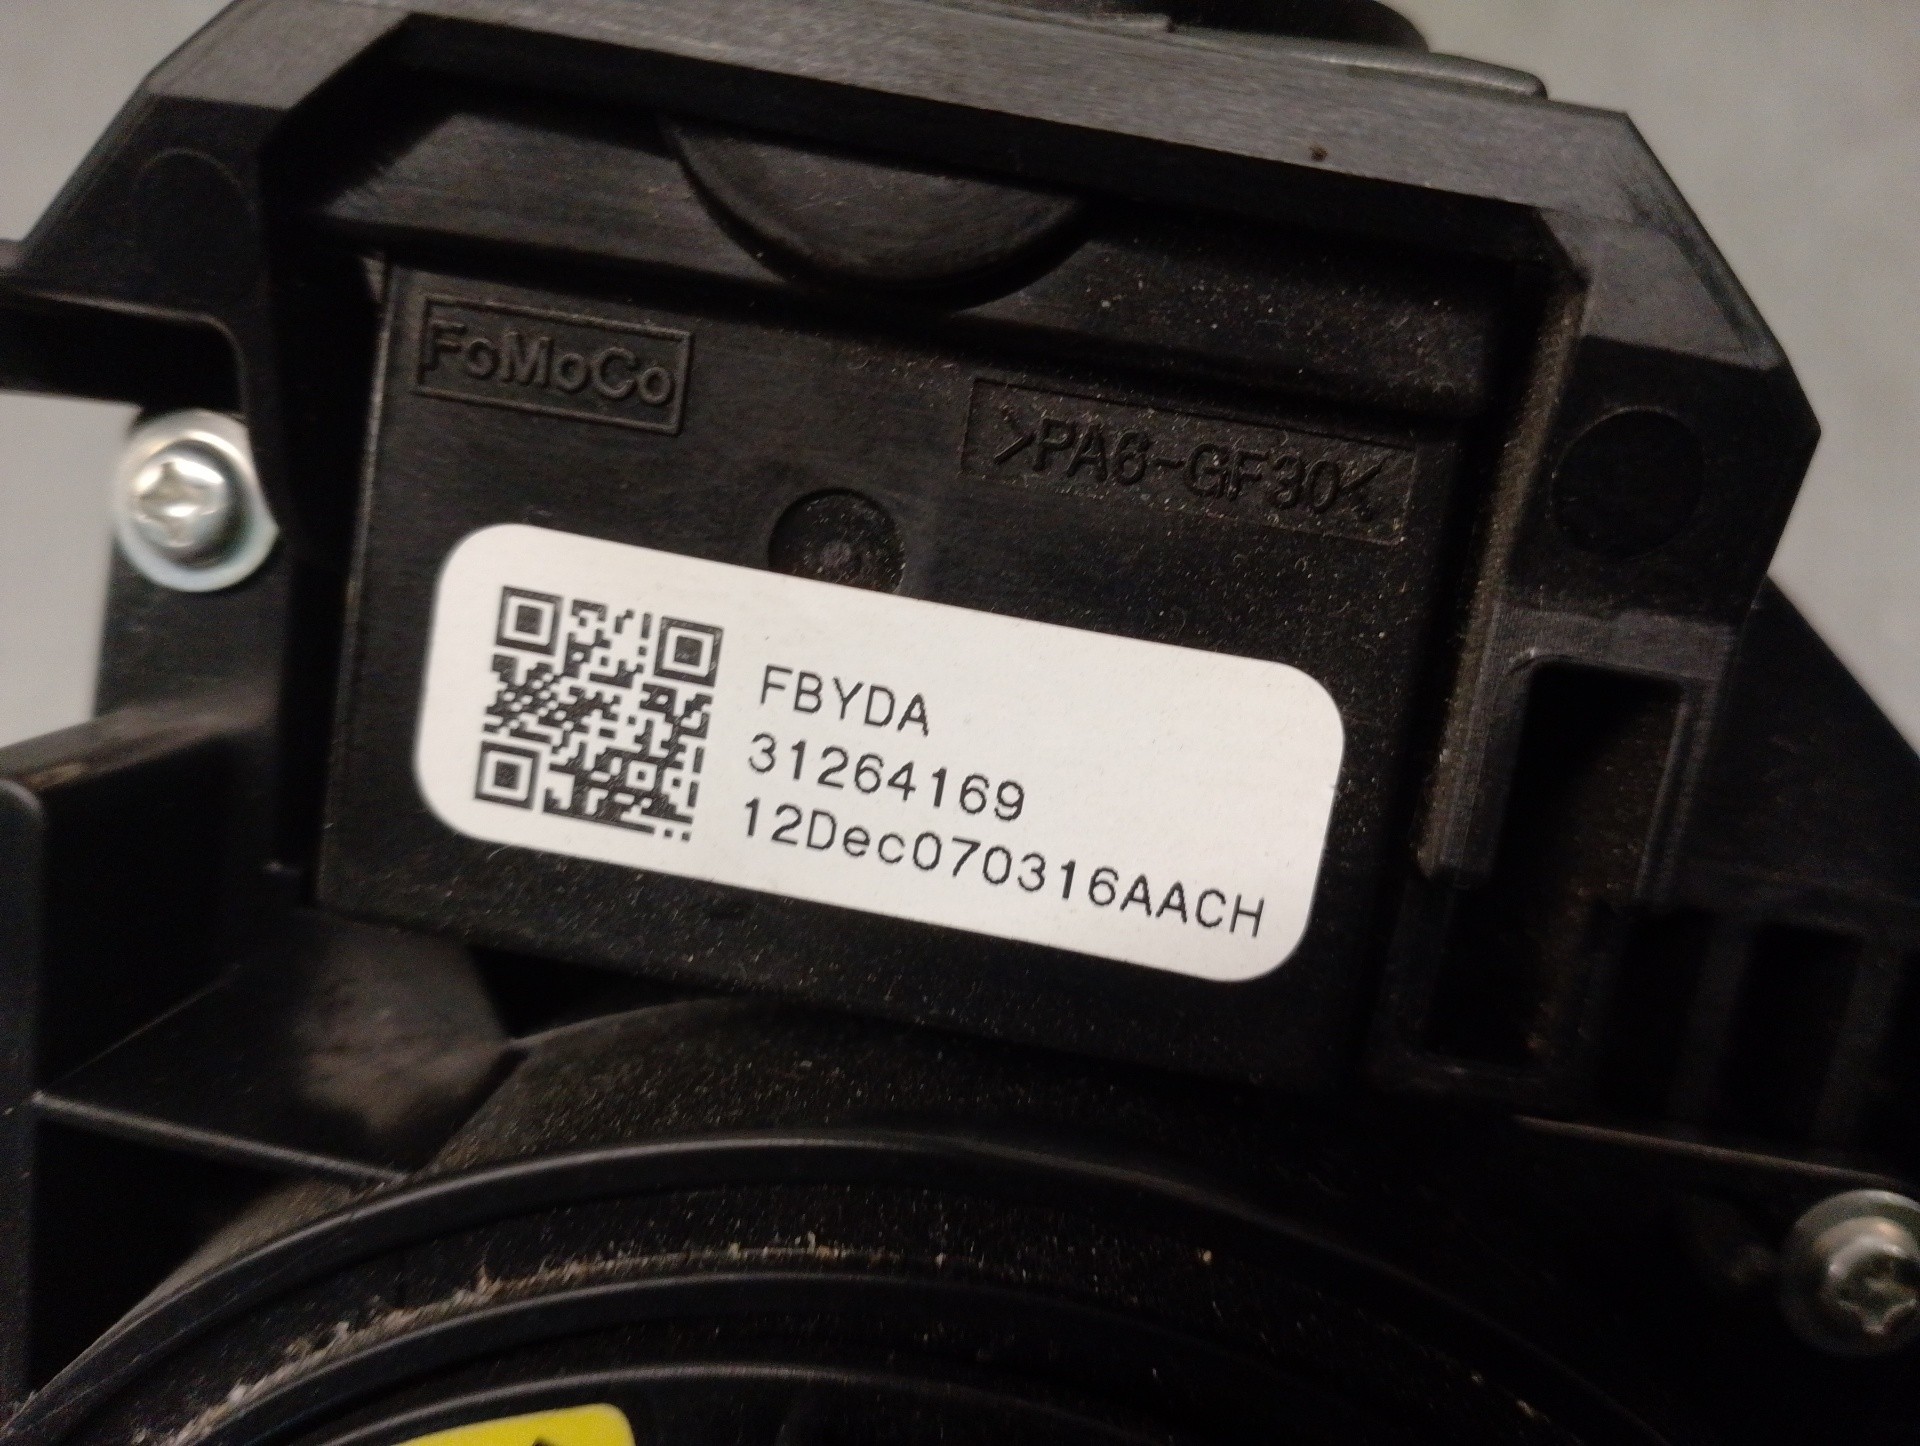 FoMoCo
>PA6-GF30<
FBYDA
31264169
12Dec070316AACH